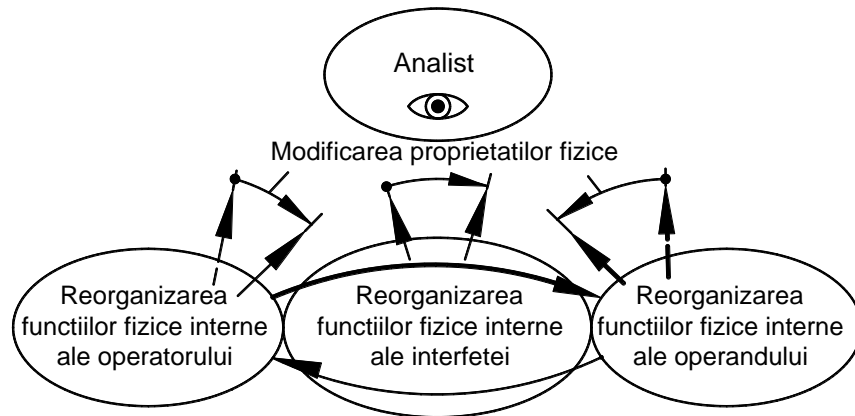 Analist
Modificarea proprietatilor fizice
Reorganizarea
functiilor fizice interne
ale operatorului
Reorganizarea
functiilor fizice interne
ale interfetei
Reorganizarea
functiilor fizice interne
ale operandului